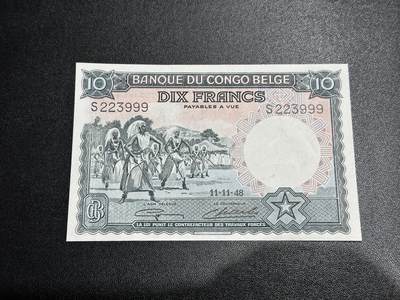 10 BANQUE DU CONGO BELGE 10
DIX FRANCS
S223999 PAYABLES A VUE S223999
11-11-48
LA LOI PUNIT LE CONTREFACTEUR DES TRAVAUX FORCÉS